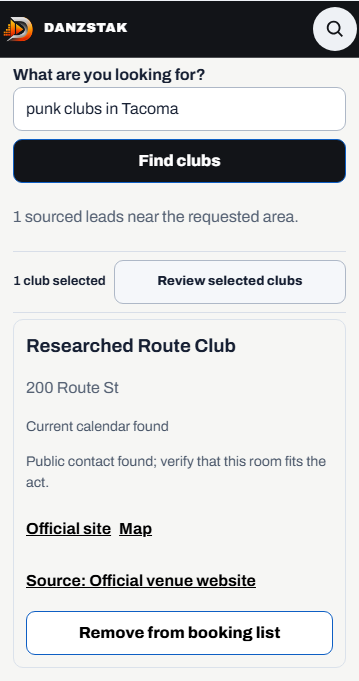 DANZSTAK
What are you looking for?
punk clubs in Tacoma
Find clubs
1 sourced leads near the requested area.
1 club selected
Review selected clubs
Researched Route Club
200 Route St
Current calendar found
Public contact found; verify that this room fits the
act.
Official site Map
Source: Official venue website
Remove from booking list